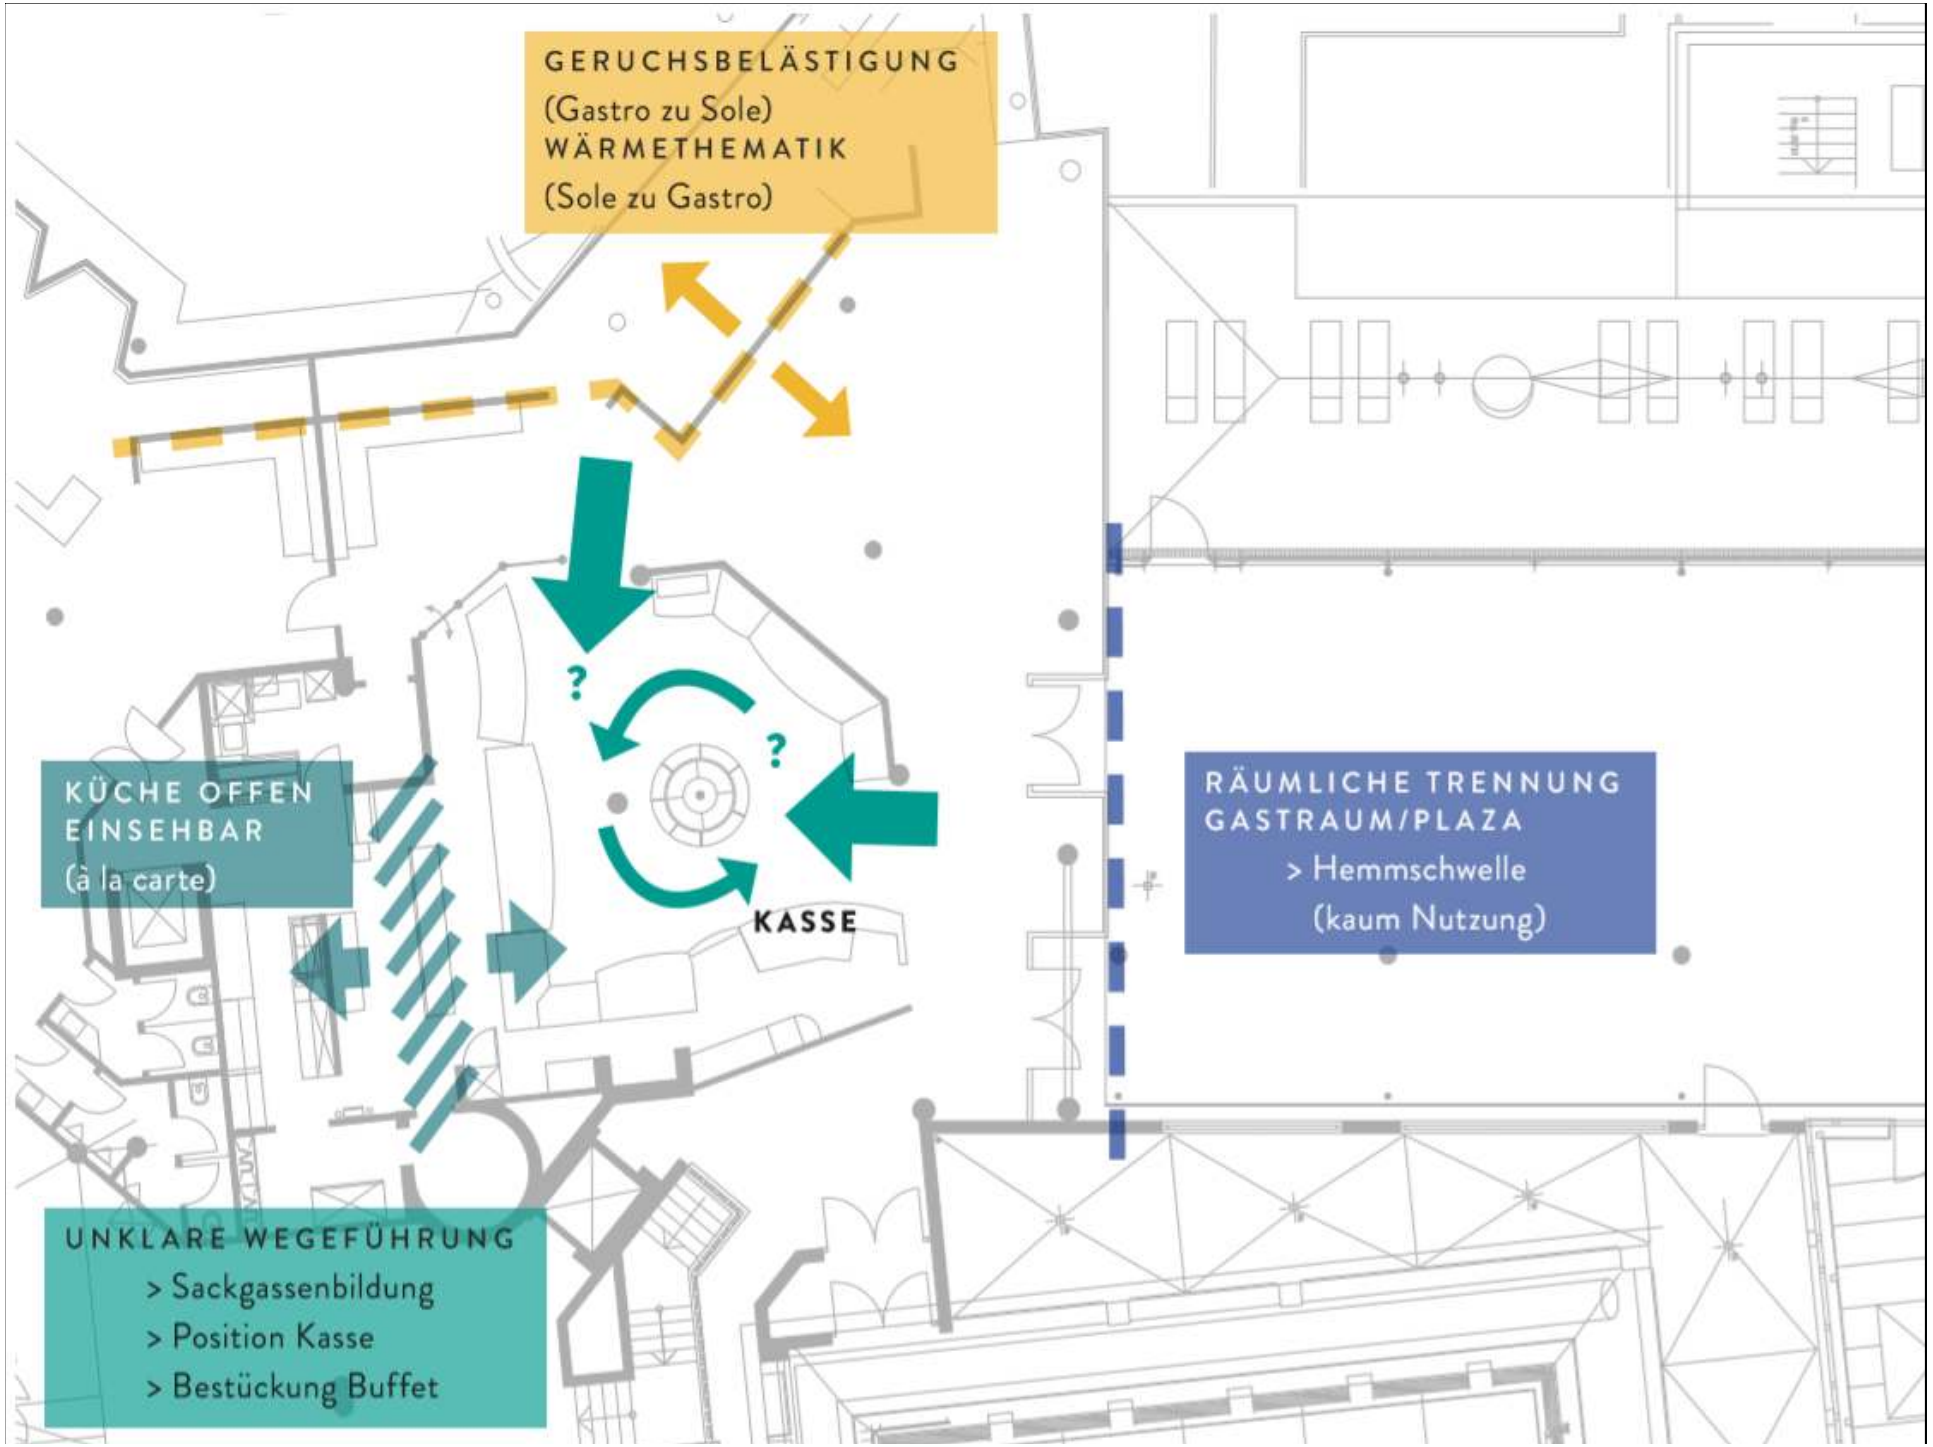 GERUCHSBELÄSTIGUNG
(Gastro zu Sole)
WÄRMETHEMATIK
(Sole zu Gastro)
?
?
KÜCHE OFFEN
EINSEHBAR
(à la carte)
KASSE
RÄUMLICHE TRENNUNG
GASTRAUM/PLAZA
> Hemmschwelle
(kaum Nutzung)
UNKLARE WEGEFÜHRUNG
> Sackgassenbildung
> Position Kasse
> Bestückung Buffet